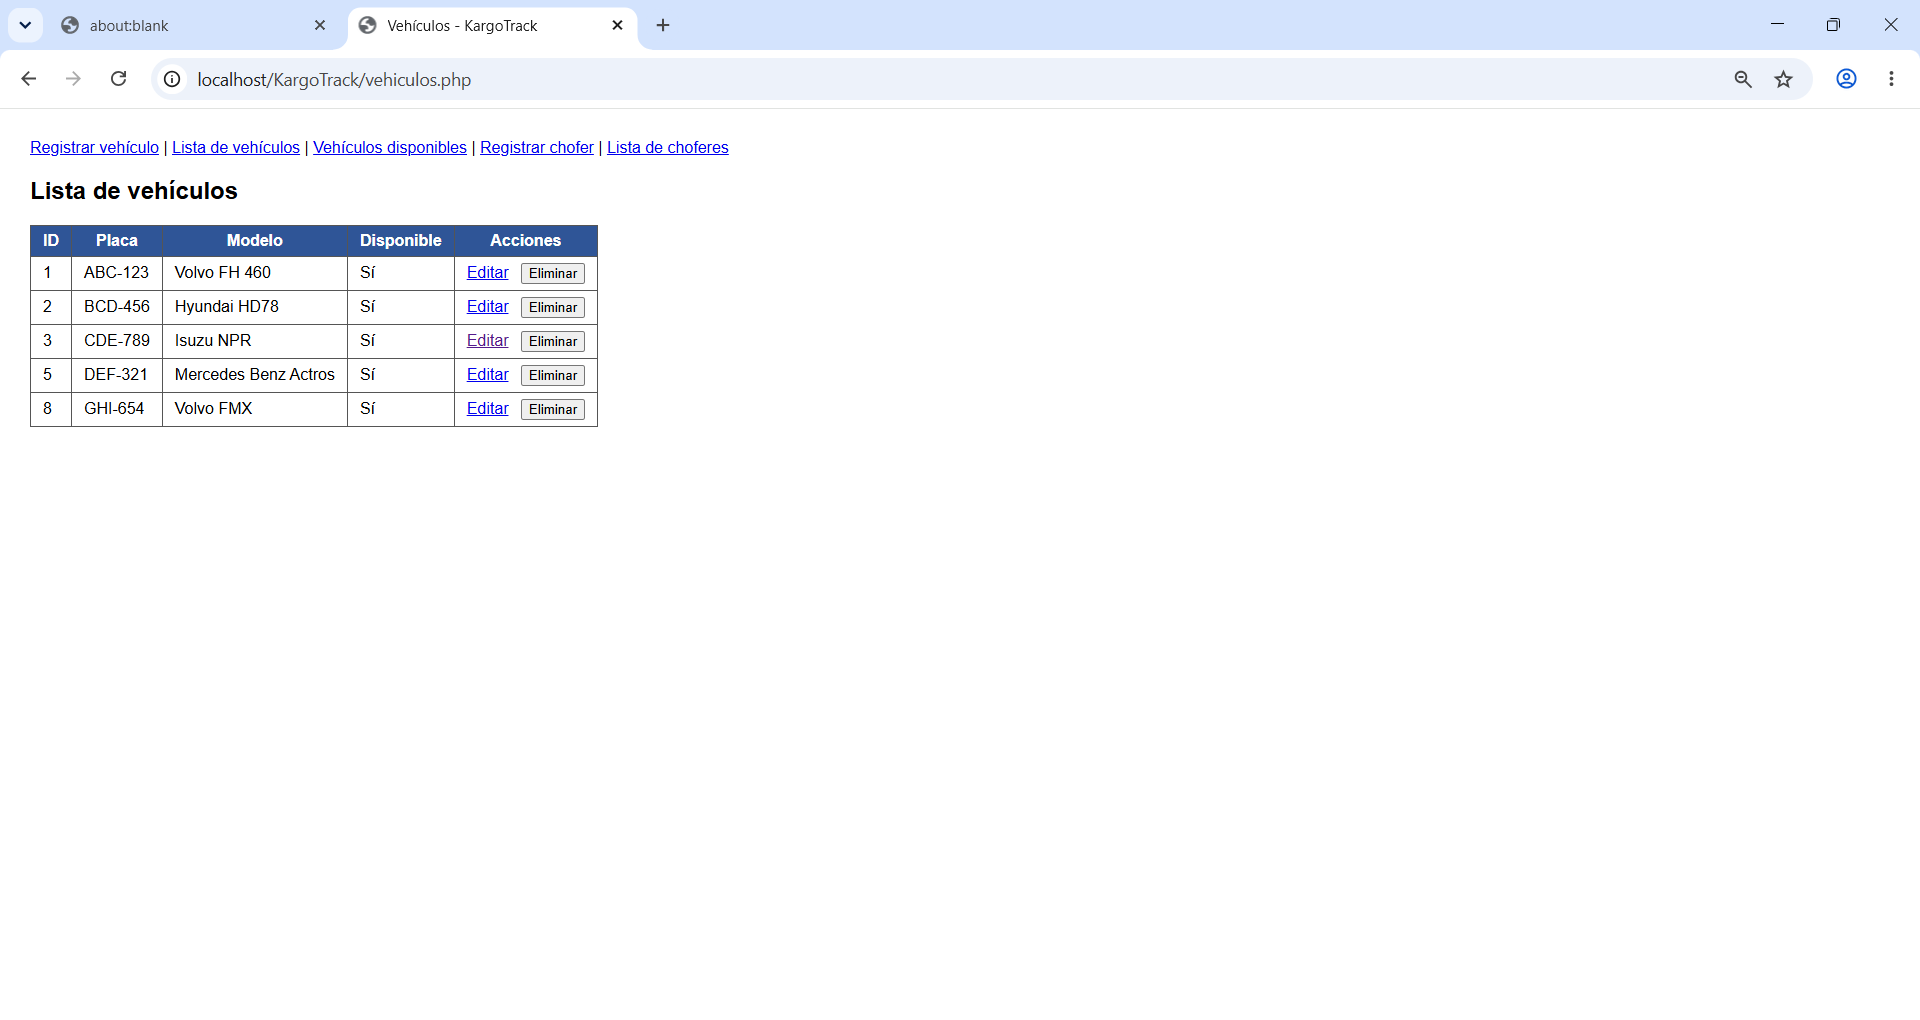 about:blank
Vehículos - KargoTrack
localhost/KargoTrack/vehiculos.php
Registrar vehículo | Lista de vehículos | Vehículos disponibles | Registrar chofer | Lista de choferes
Lista de vehículos
ID Placa Modelo Disponible Acciones
1 ABC-123 Volvo FH 460 Sí Editar Eliminar
2 BCD-456 Hyundai HD78 Sí Editar Eliminar
3 CDE-789 Isuzu NPR Sí Editar Eliminar
5 DEF-321 Mercedes Benz Actros Sí Editar Eliminar
8 GHI-654 Volvo FMX Sí Editar Eliminar